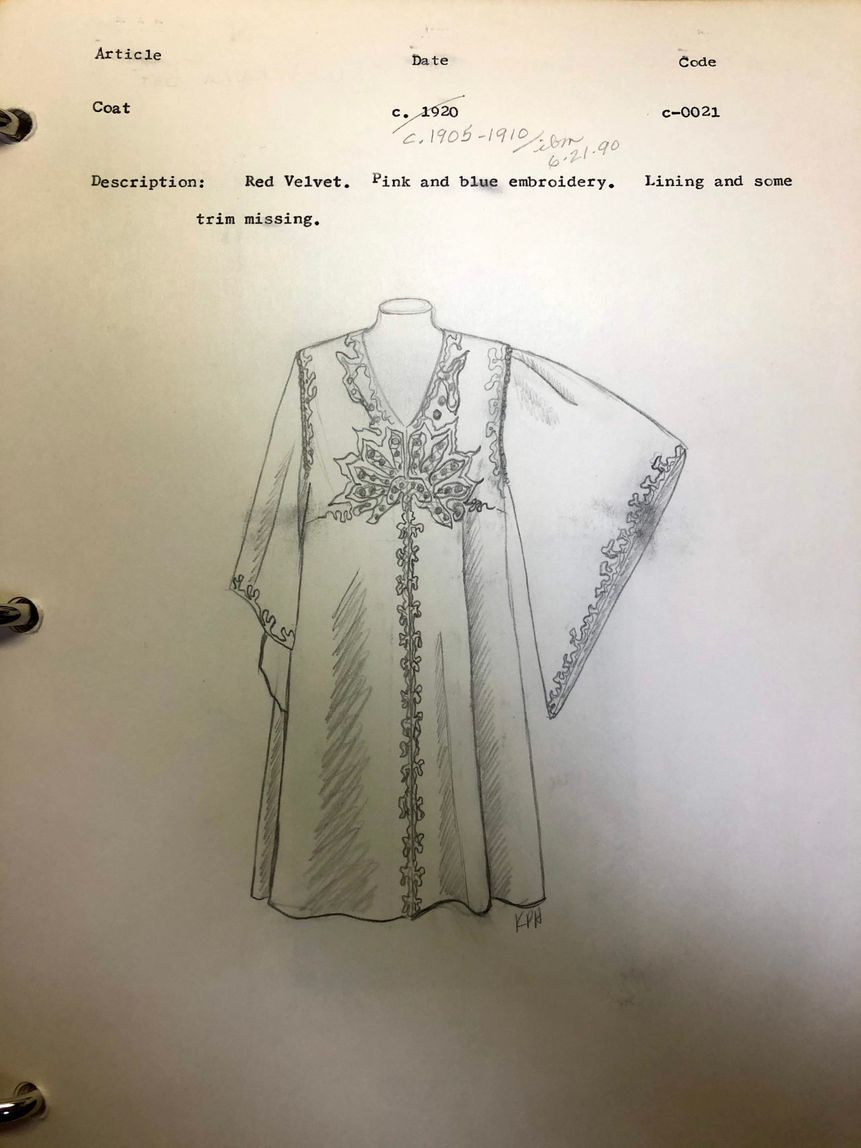 Article Date Code
Coat c. 1920 c-0021
c. 1905-1910/ibm
6.21.90
Description: Red Velvet. Pink and blue embroidery. Lining and some
trim missing.
KPH